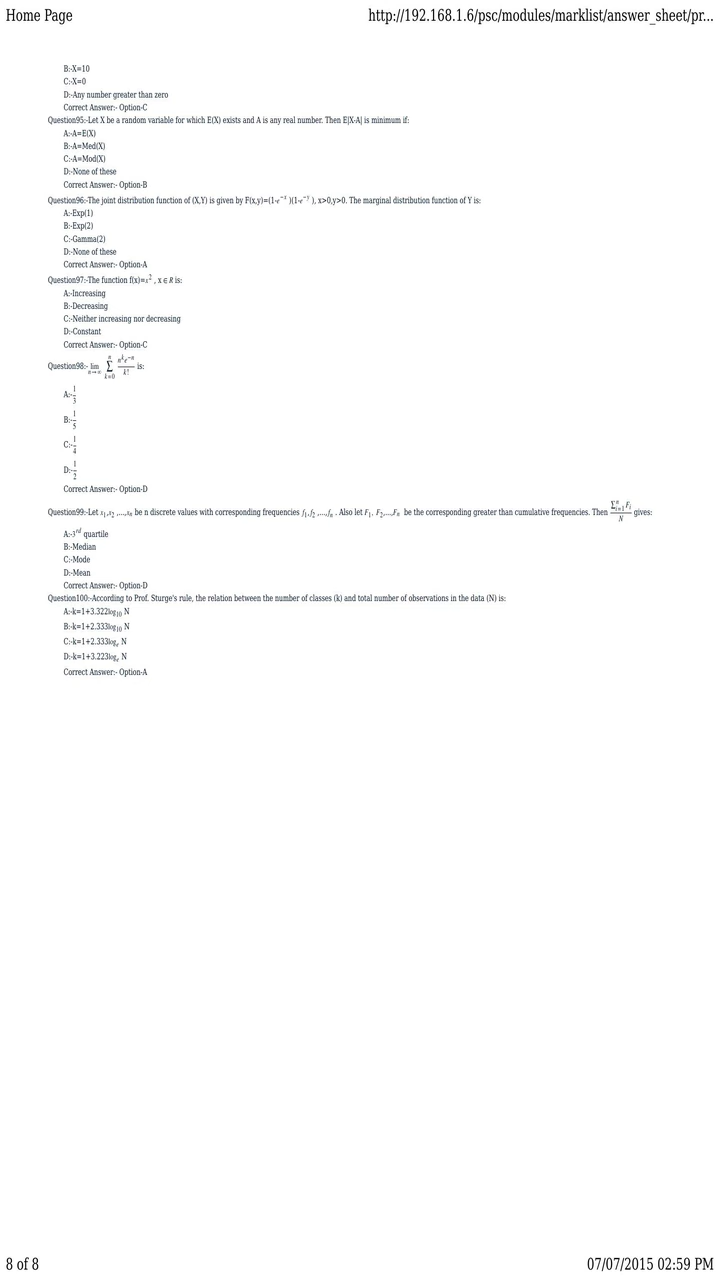 Home Page http://192.168.1.6/psc/modules/marklist/answer_sheet/pr...
B:-X=10
C:-X=0
D:-Any number greater than zero
Correct Answer:- Option-C
Question95:-Let X be a random variable for which E(X) exists and A is any real number. Then E|X-A| is minimum if:
A:-A=E(X)
B:-A=Med(X)
C:-A=Mod(X)
D:-None of these
Correct Answer:- Option-B
Question96:-The joint distribution function of (X,Y) is given by F(x,y)=(1-e^{-x} )(1-e^{-y} ), x>0,y>0. The marginal distribution function of Y is:
A:-Exp(1)
B:-Exp(2)
C:-Gamma(2)
D:-None of these
Correct Answer:- Option-A
Question97:-The function f(x)=x^2 , x ∈ R is:
A:-Increasing
B:-Decreasing
C:-Neither increasing nor decreasing
D:-Constant
Correct Answer:- Option-C
Question98:- lim_{n→∞} ∑_{k=0}^{n} \frac{n^k e^{-n}}{k!} is:
A:-1/3
B:-1/5
C:-1/4
D:-1/2
Correct Answer:- Option-D
Question99:-Let x_1,x_2 ,...,x_n be n discrete values with corresponding frequencies f_1,f_2 ,...,f_n . Also let F_1, F_2,...,F_n be the corresponding greater than cumulative frequencies. Then \frac{∑_{i=1}^{n} F_i}{N} gives:
A:-3^{rd} quartile
B:-Median
C:-Mode
D:-Mean
Correct Answer:- Option-D
Question100:-According to Prof. Sturge's rule, the relation between the number of classes (k) and total number of observations in the data (N) is:
A:-k=1+3.322log_{10} N
B:-k=1+2.333log_{10} N
C:-k=1+2.333log_e N
D:-k=1+3.223log_e N
Correct Answer:- Option-A
8 of 8 07/07/2015 02:59 PM